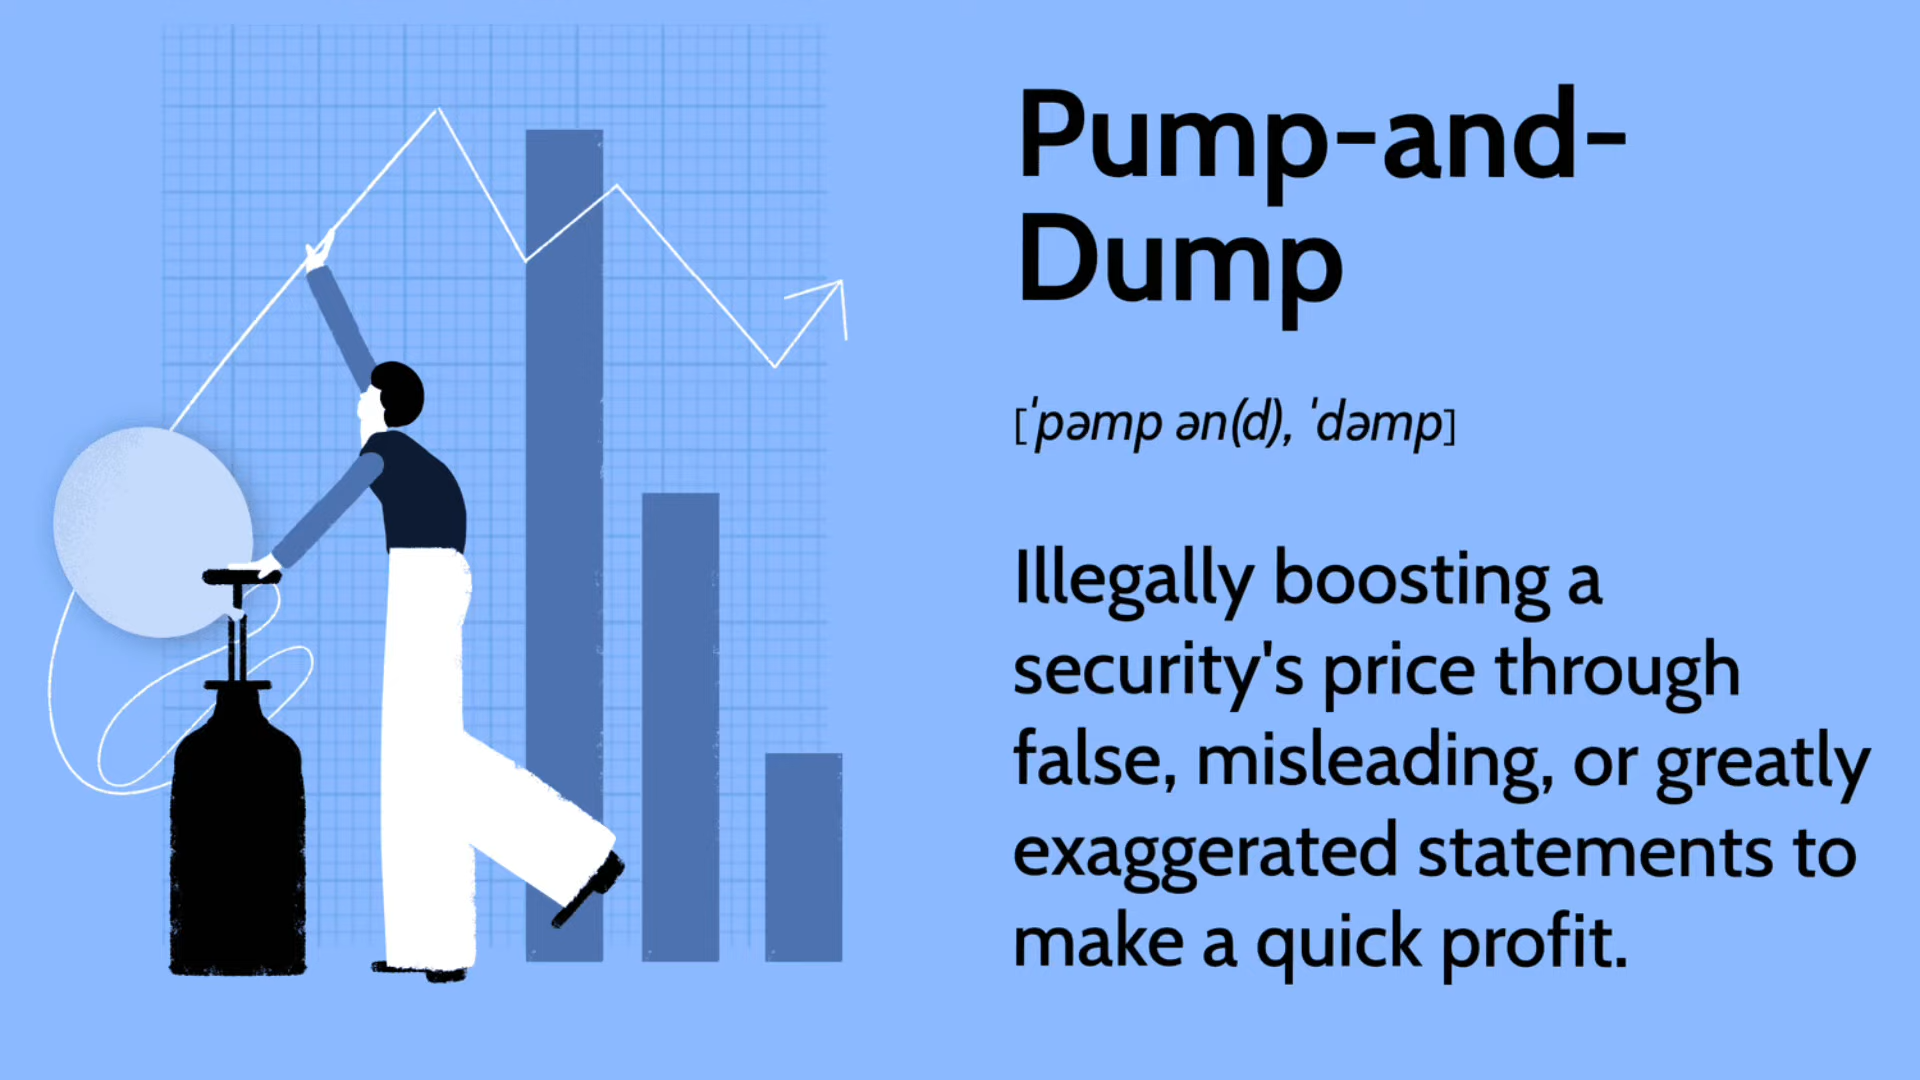 Pump-and-
Dump
[ˈpəmp ən(d), ˈdəmp]
Illegally boosting a
security's price through
false, misleading, or greatly
exaggerated statements to
make a quick profit.